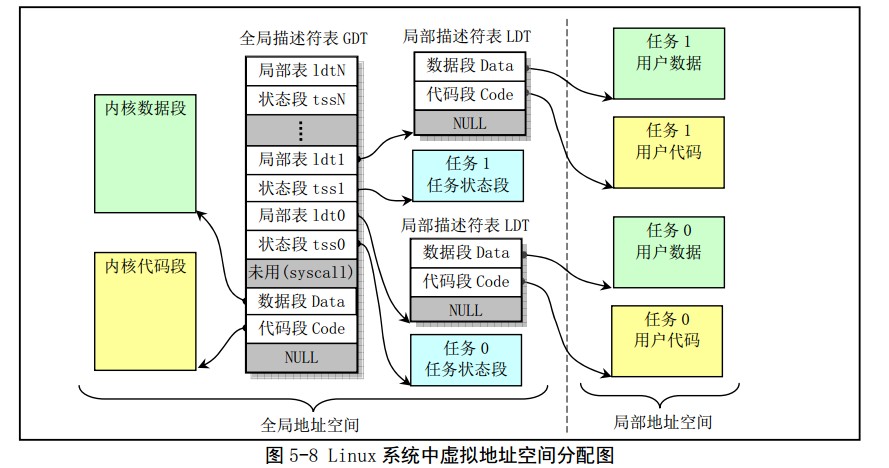 全局描述符表 GDT
局部表 ldtN
状态段 tssN
局部表 ldt1
状态段 tss1
局部表 ldt0
状态段 tss0
未用(syscall)
数据段 Data
代码段 Code
NULL
内核数据段
内核代码段
局部描述符表 LDT
数据段 Data
代码段 Code
NULL
任务 1
任务状态段
局部描述符表 LDT
数据段 Data
代码段 Code
NULL
任务 0
任务状态段
任务 1
用户数据
任务 1
用户代码
任务 0
用户数据
任务 0
用户代码
全局地址空间
局部地址空间
图 5-8 Linux 系统中虚拟地址空间分配图